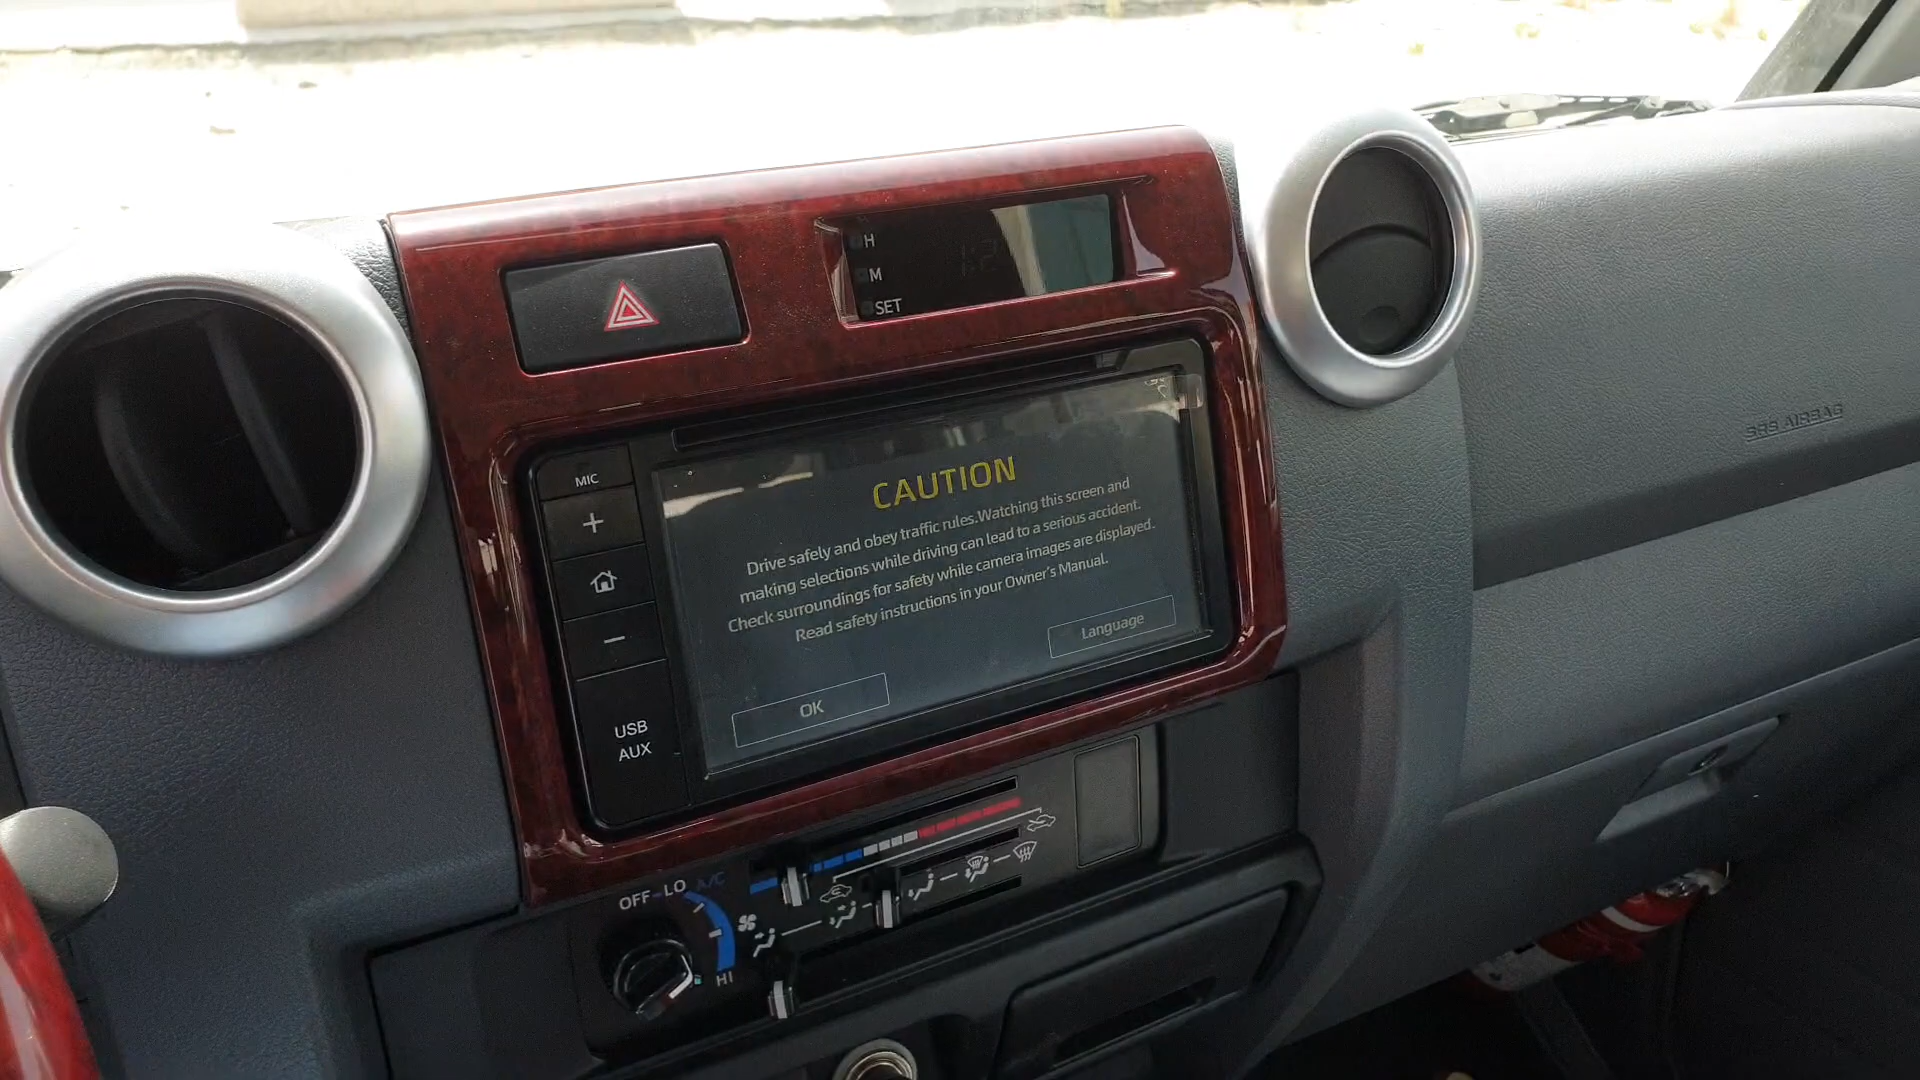 H
M
SET
SRS AIRBAG
MIC
CAUTION
Drive safely and obey traffic rules.Watching this screen and
making selections while driving can lead to a serious accident.
Check surroundings for safety while camera images are displayed.
Read safety instructions in your Owner's Manual.
Language
OK
USB
AUX
OFF-LO A/C
HI